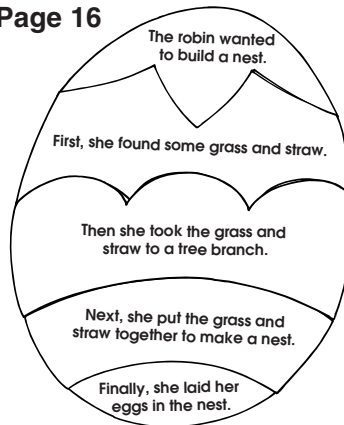 Page 16
The robin wanted
to build a nest.
First, she found some grass and straw.
Then she took the grass and
straw to a tree branch.
Next, she put the grass and
straw together to make a nest.
Finally, she laid her
eggs in the nest.